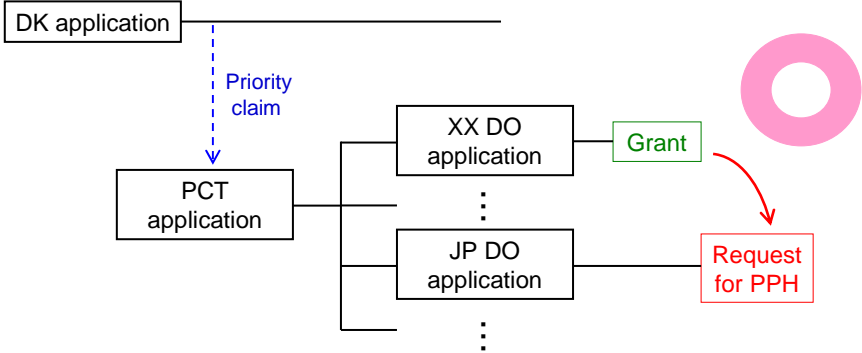 DK application
Priority
claim
XX DO
application
Grant
PCT
application
⋮
JP DO
application
Request
for PPH
⋮